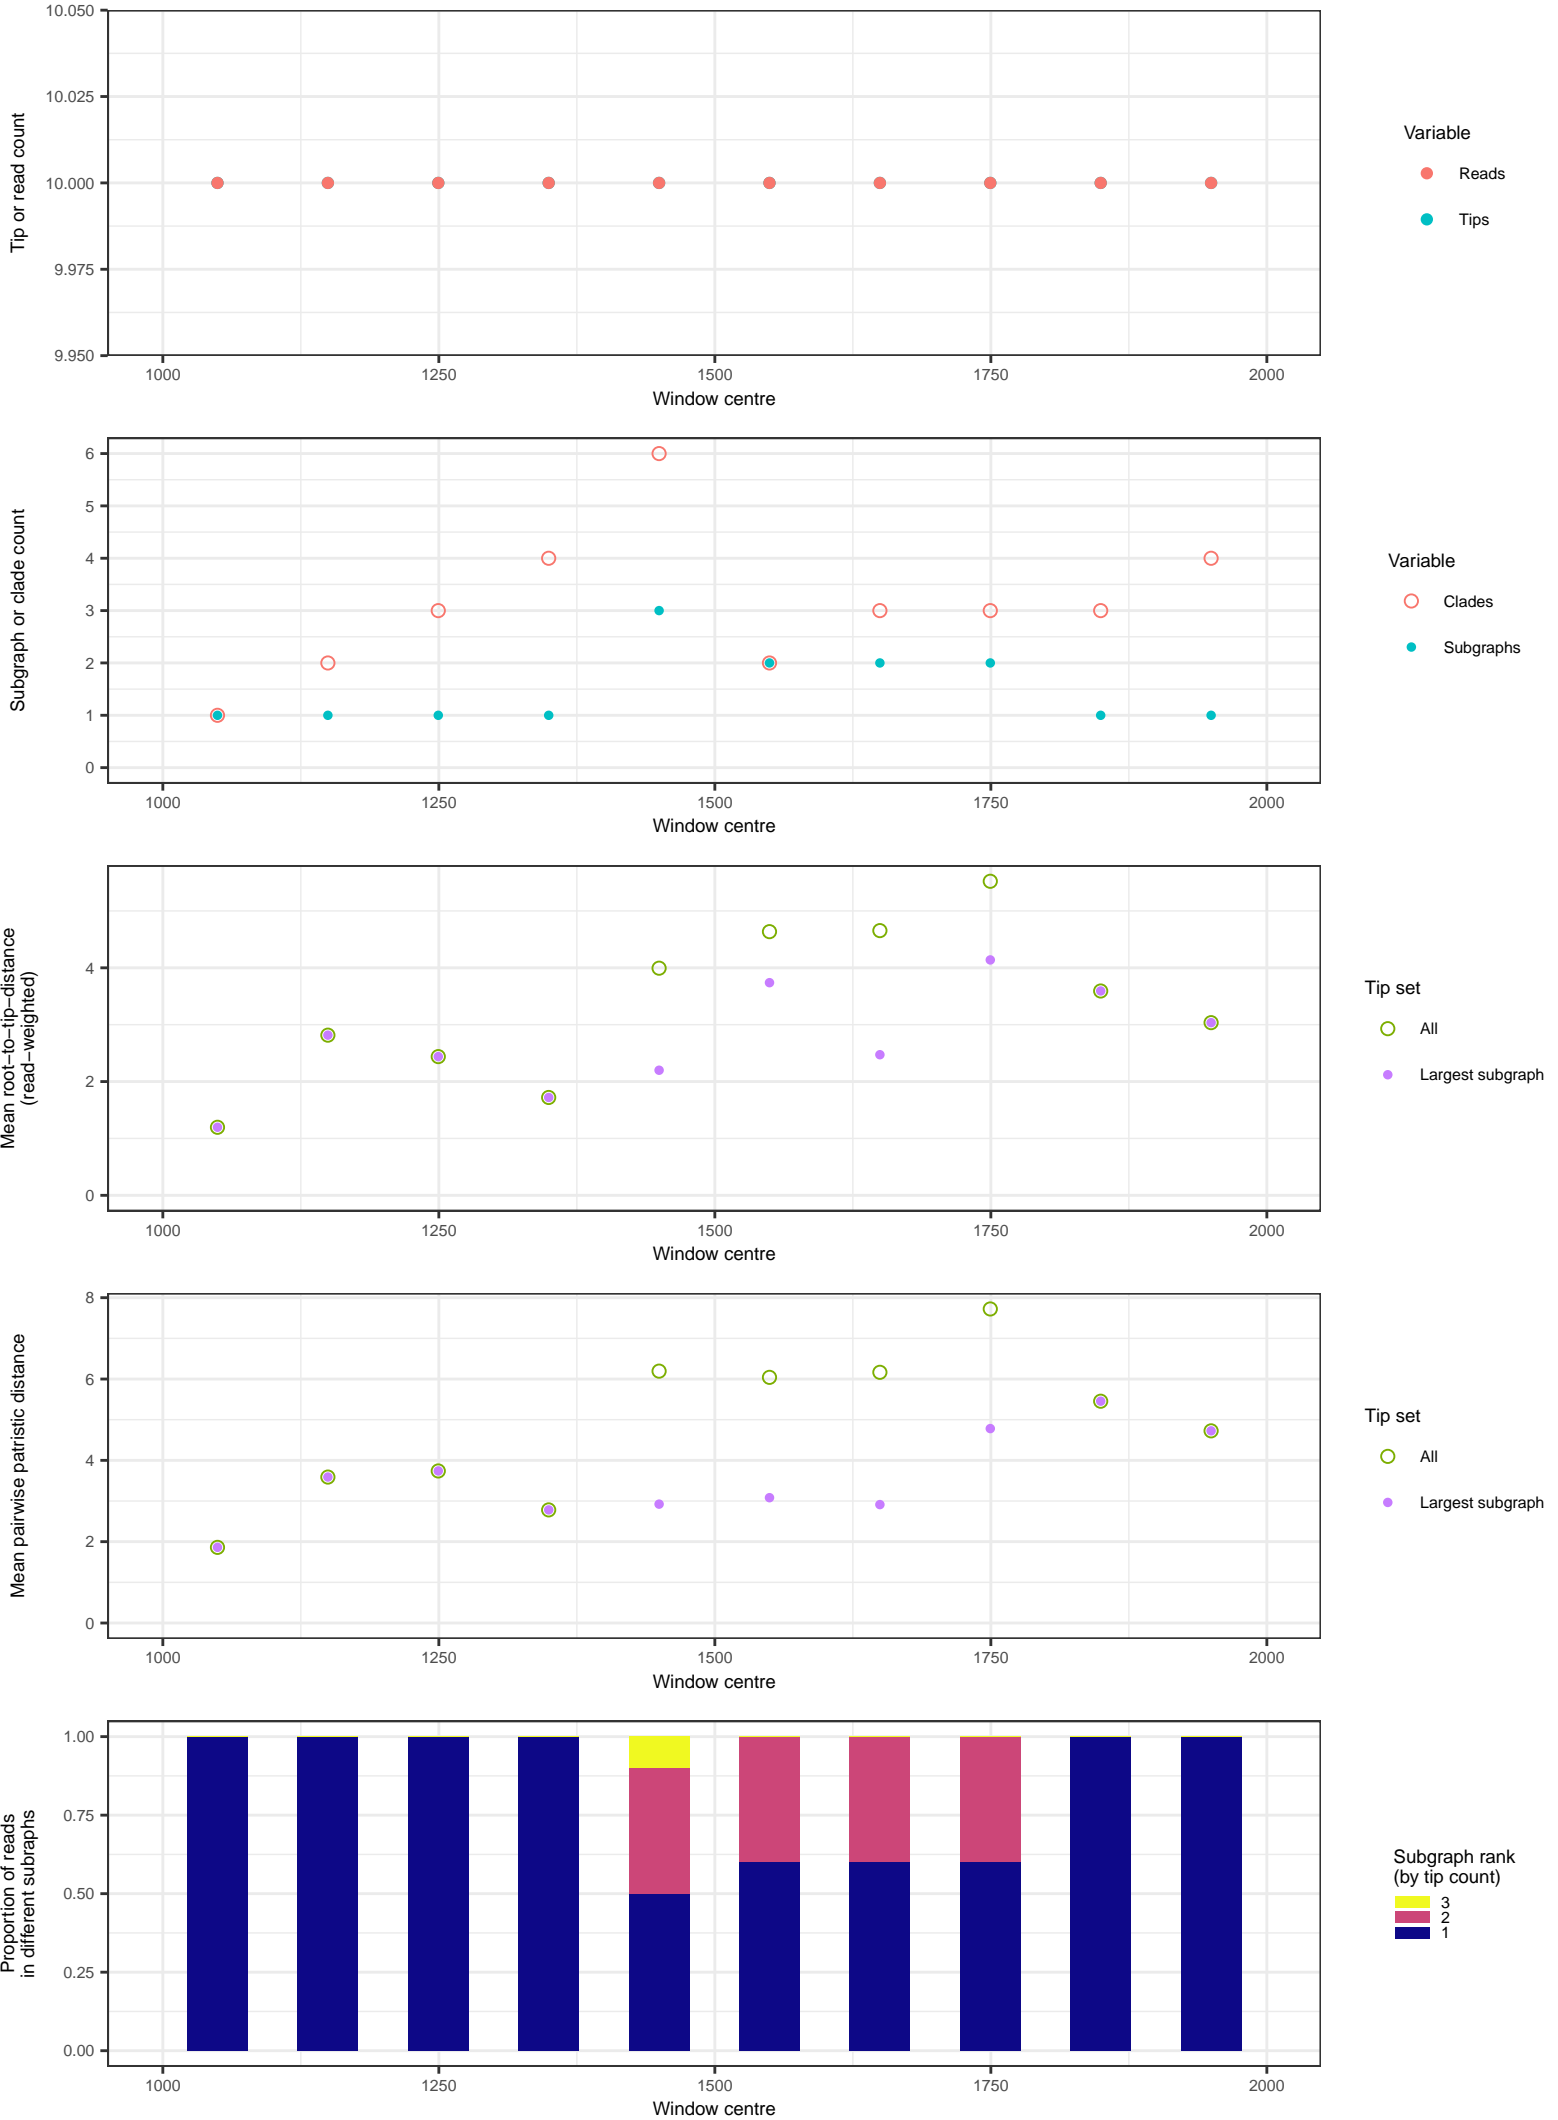 10.050
10.025
10.000
9.975
9.950
Tip or read count
1000 1250 1500 1750 2000
Window centre
Variable
Reads
Tips
6
5
4
3
2
1
0
Subgraph or clade count
1000 1250 1500 1750 2000
Window centre
Variable
Clades
Subgraphs
4
2
0
Mean root−to−tip−distance
(read−weighted)
1000 1250 1500 1750 2000
Window centre
Tip set
All
Largest subgraph
8
6
4
2
0
Mean pairwise patristic distance
1000 1250 1500 1750 2000
Window centre
Tip set
All
Largest subgraph
1.00
0.75
0.50
0.25
0.00
Proportion of reads
in different subraphs
1000 1250 1500 1750 2000
Window centre
Subgraph rank
(by tip count)
3
2
1